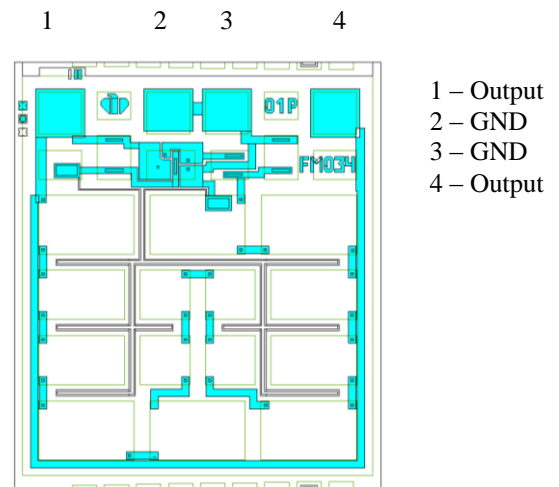 1 2 3 4
1 – Output
2 – GND
3 – GND
4 – Output
01P
FM034